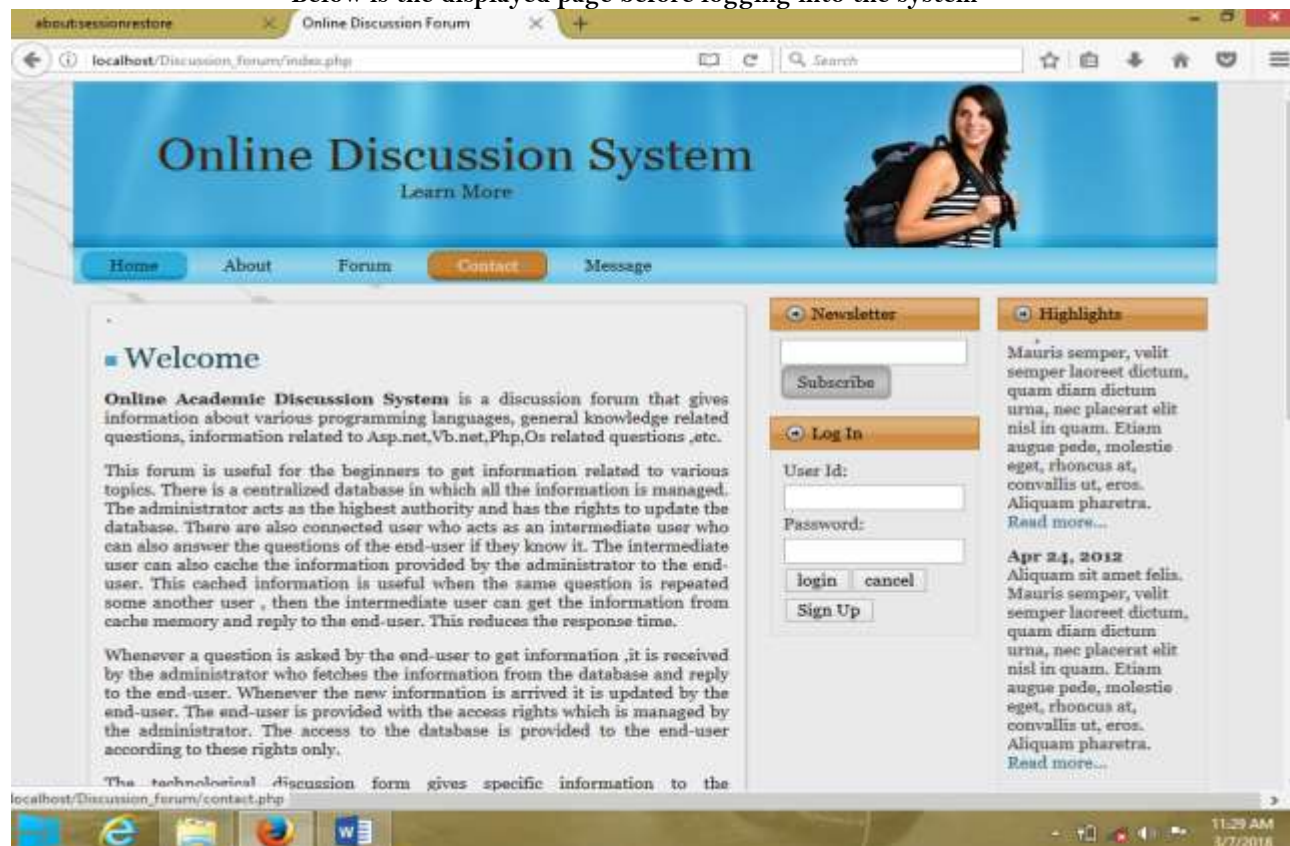 Below is the displayed page before logging into the system
about:sessionrestore
Online Discussion Forum
localhost/Discussion_forum/index.php
Search
Online Discussion System
Learn More
Home About Forum Contact Message
.
Welcome
Online Academic Discussion System is a discussion forum that gives
information about various programming languages, general knowledge related
questions, information related to Asp.net,Vb.net,Php,Os related questions ,etc.
This forum is useful for the beginners to get information related to various
topics. There is a centralized database in which all the information is managed.
The administrator acts as the highest authority and has the rights to update the
database. There are also connected user who acts as an intermediate user who
can also answer the questions of the end-user if they know it. The intermediate
user can also cache the information provided by the administrator to the end-
user. This cached information is useful when the same question is repeated
some another user , then the intermediate user can get the information from
cache memory and reply to the end-user. This reduces the response time.
Whenever a question is asked by the end-user to get information ,it is received
by the administrator who fetches the information from the database and reply
to the end-user. Whenever the new information is arrived it is updated by the
end-user. The end-user is provided with the access rights which is managed by
the administrator. The access to the database is provided to the end-user
according to these rights only.
The technological discussion form gives specific information to the
Newsletter
Subscribe
Log In
User Id:
Password:
login cancel
Sign Up
Highlights
Mauris semper, velit
semper laoreet dictum,
quam diam dictum
urna, nec placerat elit
nisl in quam. Etiam
augue pede, molestie
eget, rhoncus at,
convallis ut, eros.
Aliquam pharetra.
Read more...
Apr 24, 2012
Aliquam sit amet felis.
Mauris semper, velit
semper laoreet dictum,
quam diam dictum
urna, nec placerat elit
nisl in quam. Etiam
augue pede, molestie
eget, rhoncus at,
convallis ut, eros.
Aliquam pharetra.
Read more...
localhost/Discussion_forum/contact.php
11:29 AM
3/7/2018